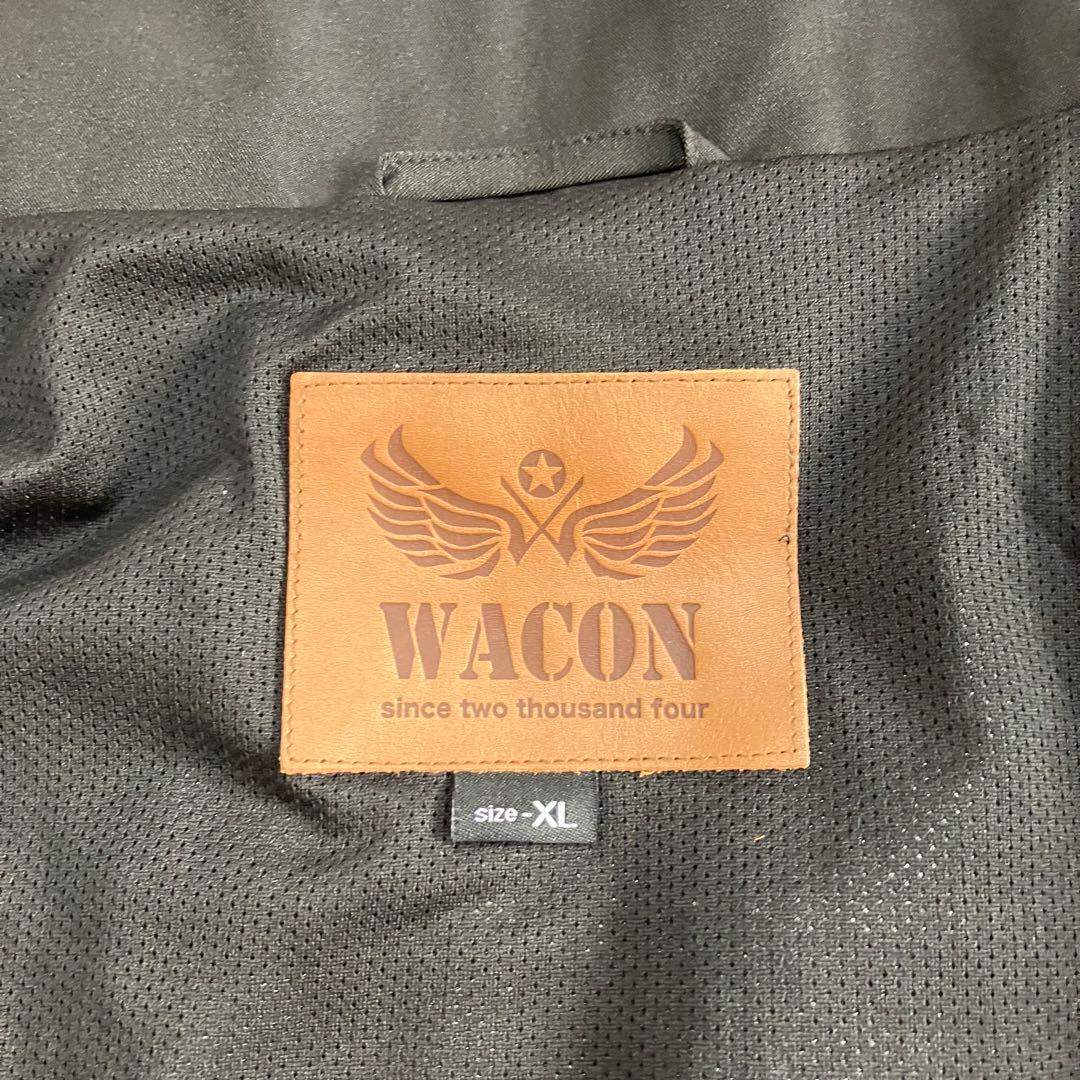 WACON
since two thousand four
size-XL